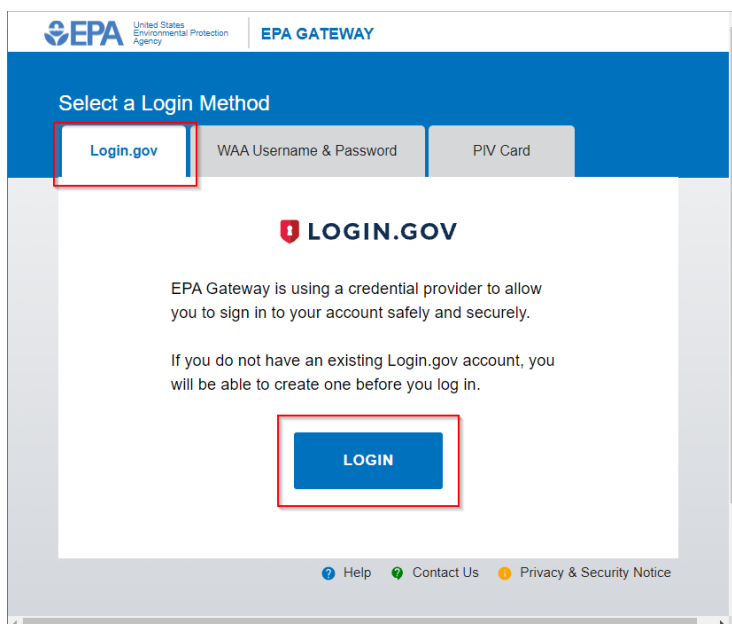 EPA
United States
Environmental Protection
Agency
EPA GATEWAY
Select a Login Method
Login.gov
WAA Username & Password
PIV Card
LOGIN.GOV
EPA Gateway is using a credential provider to allow
you to sign in to your account safely and securely.
If you do not have an existing Login.gov account, you
will be able to create one before you log in.
LOGIN
? Help
? Contact Us
! Privacy & Security Notice